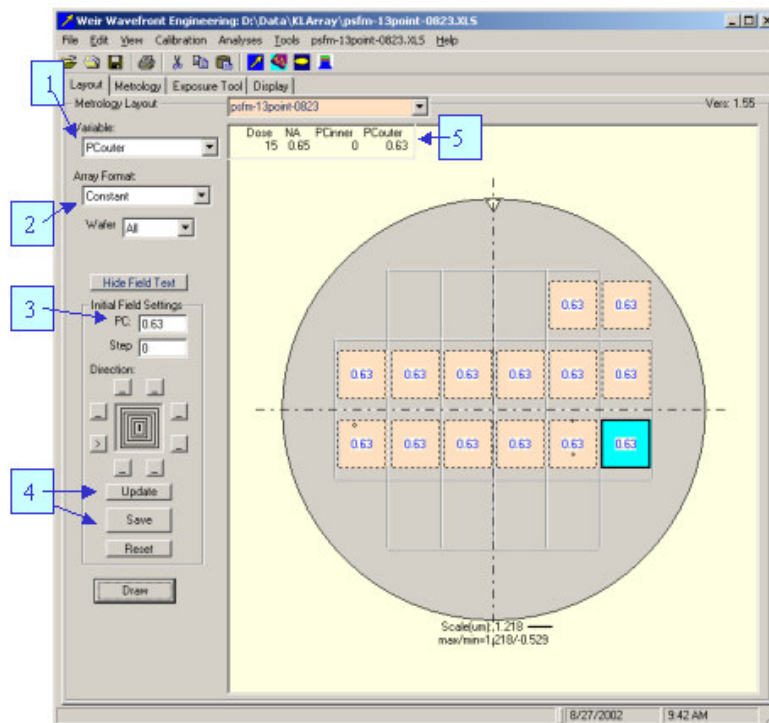 Weir Wavefront Engineering: D:\Data\KLArray\psfm-13point-0823.XLS
File Edit View Calibration Analyses Tools psfm-13point-0823.XLS Help
Layout Metrology Exposure Tool Display
1
Metrology Layout
psfm-13point-0823
Vers: 1.55
Variable:
PCouter
Dose NA PCinner PCouter
15 0.65 0 0.63
5
Array Format:
Constant
2
Wafer All
Hide Field Text
Initial Field Settings
3
PC: 0.63
Step 0
Direction:
0.63 0.63
0.63 0.63 0.63 0.63 0.63 0.63
0.63 0.63 0.63 0.63 0.63 0.63
>
4
Update
Save
Reset
Draw
Scale(um):1.218
max/min=1.218/-0.529
8/27/2002 9:42 AM